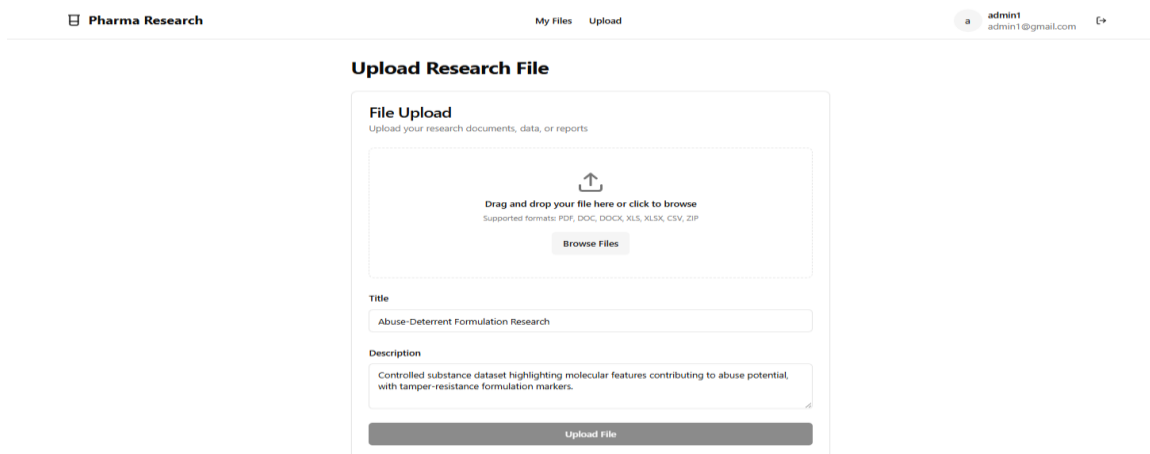 Pharma Research
My Files Upload
a
admin1
admin1@gmail.com
Upload Research File
File Upload
Upload your research documents, data, or reports
Drag and drop your file here or click to browse
Supported formats: PDF, DOC, DOCX, XLS, XLSX, CSV, ZIP
Browse Files
Title
Abuse-Deterrent Formulation Research
Description
Controlled substance dataset highlighting molecular features contributing to abuse potential,
with tamper-resistance formulation markers.
Upload File